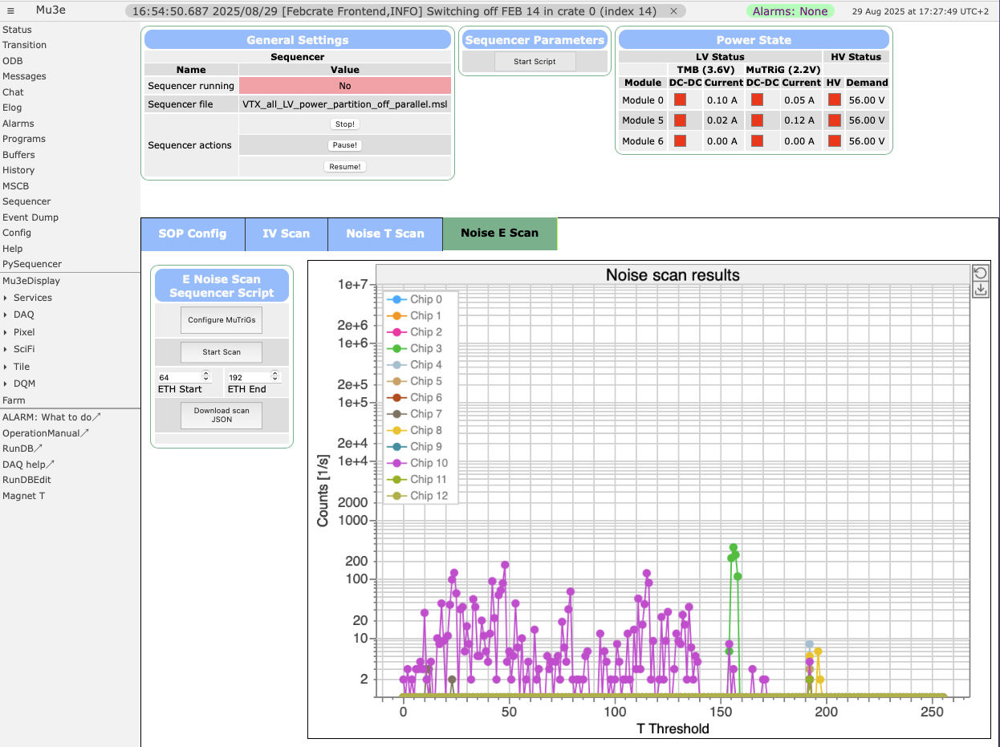 ≡ Mu3e 16:54:50.687 2025/08/29 [Febcrate Frontend,INFO] Switching off FEB 14 in crate 0 (index 14) × Alarms: None 29 Aug 2025 at 17:27:49 UTC+2
Status
Transition
ODB
Messages
Chat
Elog
Alarms
Programs
Buffers
History
MSCB
Sequencer
Event Dump
Config
Help
PySequencer
Mu3eDisplay
Services
DAQ
Pixel
SciFi
Tile
DQM
Farm
ALARM: What to do↗
OperationManual↗
RunDB↗
DAQ help↗
RunDBEdit
Magnet T
General Settings
Sequencer
Name Value
Sequencer running No
Sequencer file VTX_all_LV_power_partition_off_parallel.msl
Sequencer actions
Stop!
Pause!
Resume!
Sequencer Parameters
Start Script
Power State
LV Status HV Status
TMB (3.6V) MuTRiG (2.2V)
Module DC-DC Current DC-DC Current HV Demand
Module 0 0.10 A 0.05 A 56.00 V
Module 5 0.02 A 0.12 A 56.00 V
Module 6 0.00 A 0.00 A 56.00 V
SOP Config IV Scan Noise T Scan Noise E Scan
E Noise Scan
Sequencer Script
Configure MuTriGs
Start Scan
64 192
ETH Start ETH End
Download scan
JSON
Noise scan results
1e+7
2e+6
1e+6
2e+5
1e+5
2e+4
1e+4
2000
1000
200
100
20
10
2
Counts [1/s]
Chip 0
Chip 1
Chip 2
Chip 3
Chip 4
Chip 5
Chip 6
Chip 7
Chip 8
Chip 9
Chip 10
Chip 11
Chip 12
0 50 100 150 200 250
T Threshold